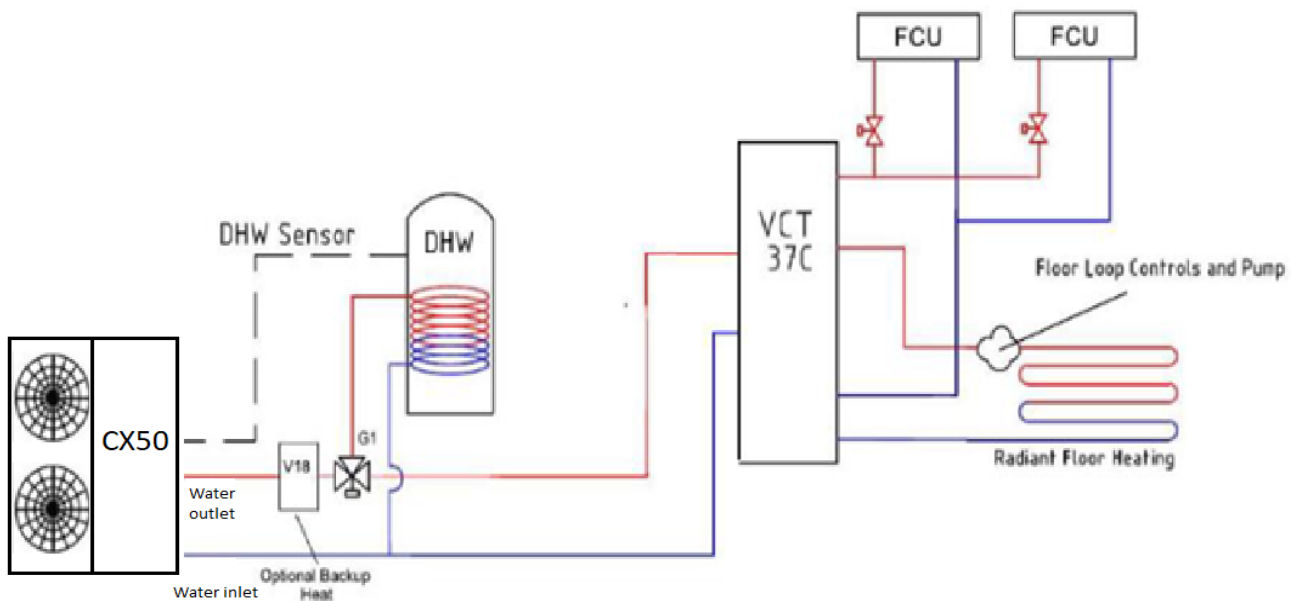 FCU
FCU
VCT
37C
DHW Sensor
DHW
Floor Loop Controls and Pump
CX50
G1
V18
Radiant Floor Heating
Water
outlet
Optional Backup
Heat
Water inlet